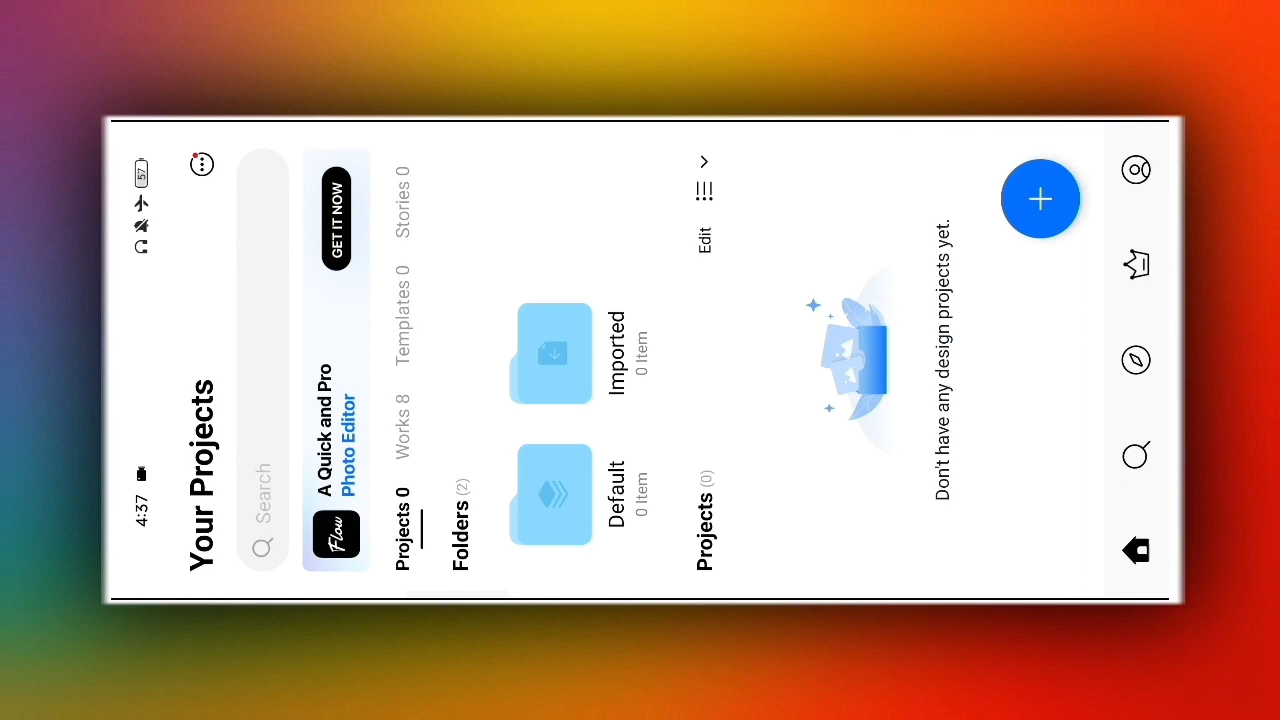 4:37
57
Your Projects
Search
Flow
A Quick and Pro
Photo Editor
GET IT NOW
Projects 0
Works 8
Templates 0
Stories 0
Folders (2)
Default
0 Item
Imported
0 Item
Projects (0)
Edit
Don't have any design projects yet.